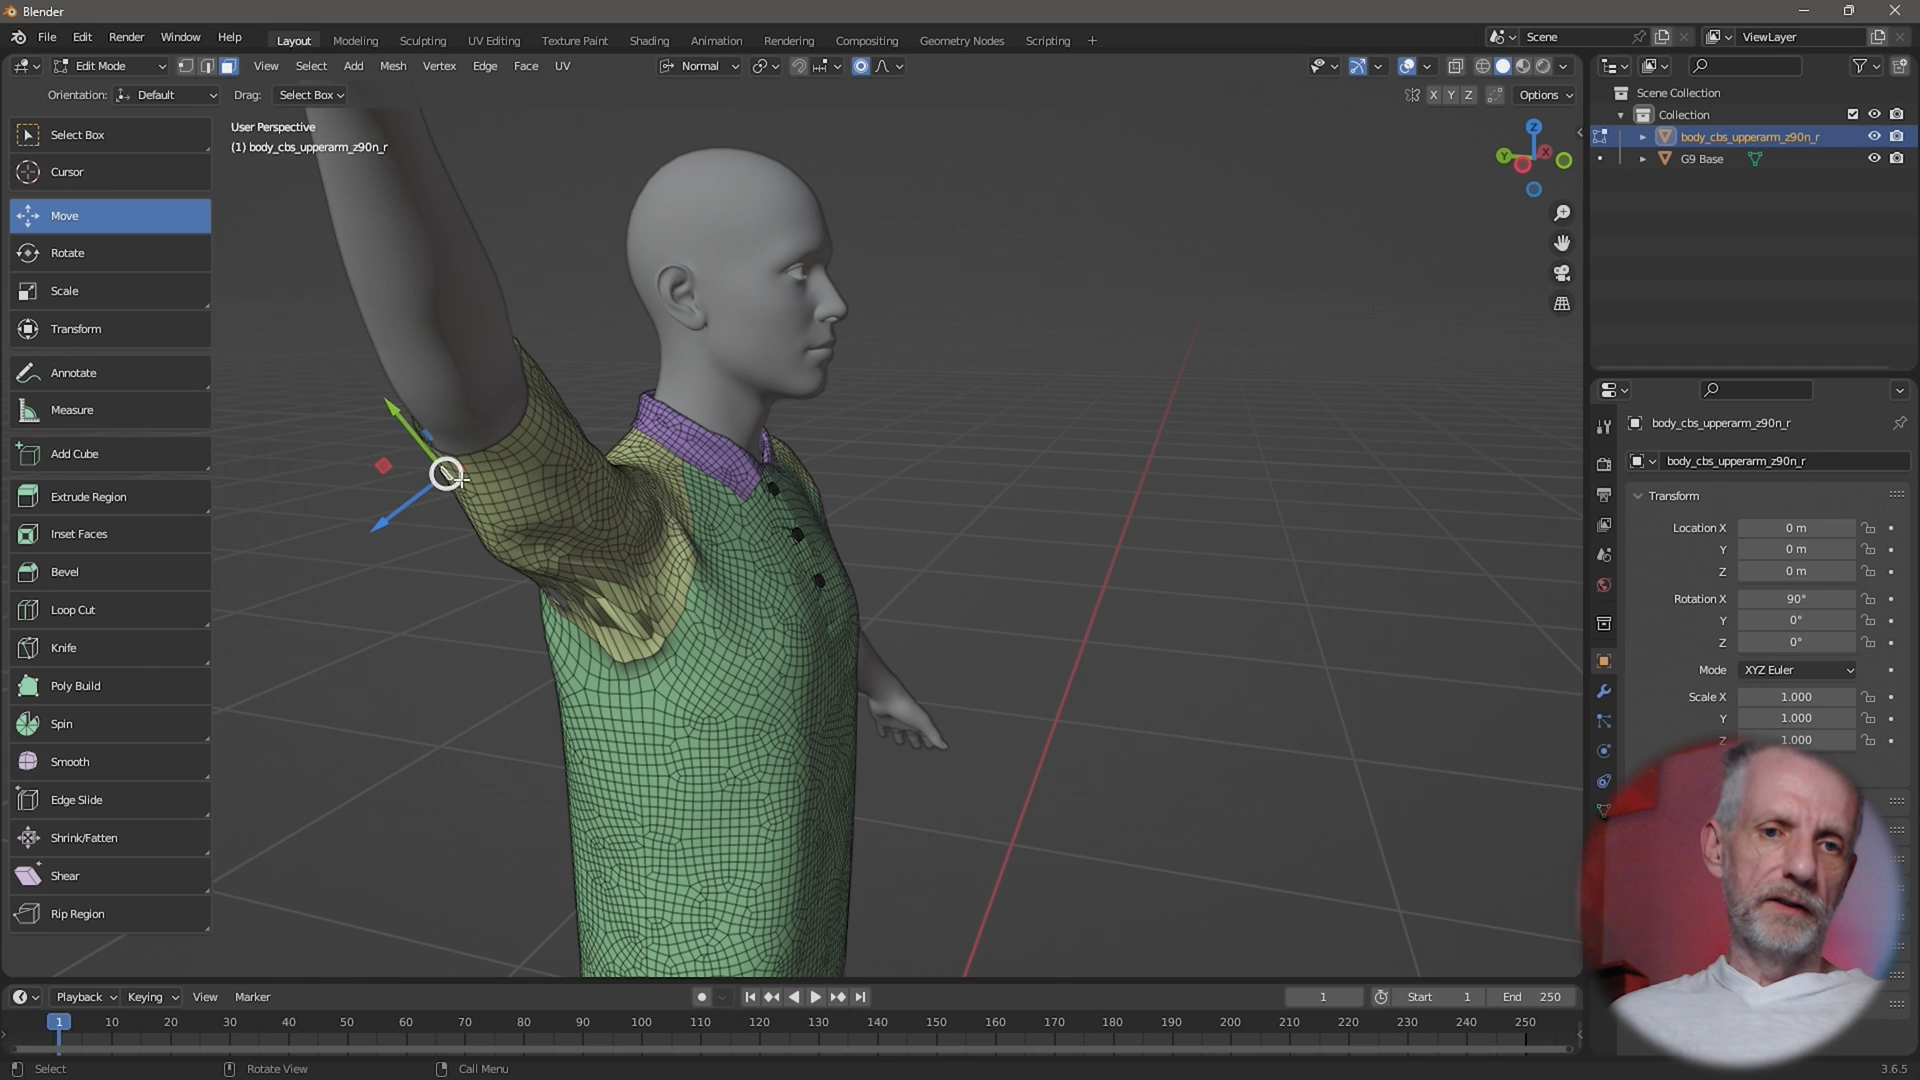 Blender
File Edit Render Window Help Layout Modeling Sculpting UV Editing Texture Paint Shading Animation Rendering Compositing Geometry Nodes Scripting + Scene ViewLayer
Edit Mode View Select Add Mesh Vertex Edge Face UV Normal
Orientation: Default Drag: Select Box X Y Z Options
Scene Collection
Collection
body_cbs_upperarm_z90n_r
G9 Base
User Perspective
(1) body_cbs_upperarm_z90n_r
Z
Y
X
Select Box
Cursor
Move
Rotate
Scale
Transform
Annotate
Measure
Add Cube
Extrude Region
Inset Faces
Bevel
Loop Cut
Knife
Poly Build
Spin
Smooth
Edge Slide
Shrink/Fatten
Shear
Rip Region
body_cbs_upperarm_z90n_r
body_cbs_upperarm_z90n_r
Transform
Location X 0 m
Y 0 m
Z 0 m
Rotation X 90°
Y 0°
Z 0°
Mode XYZ Euler
Scale X 1.000
Y 1.000
Z 1.000
Playback Keying View Marker 1 Start 1 End 250
1 10 20 30 40 50 60 70 80 90 100 110 120 130 140 150 160 170 180 190 200 210 220 230 240 250
Select Rotate View Call Menu 3.6.5